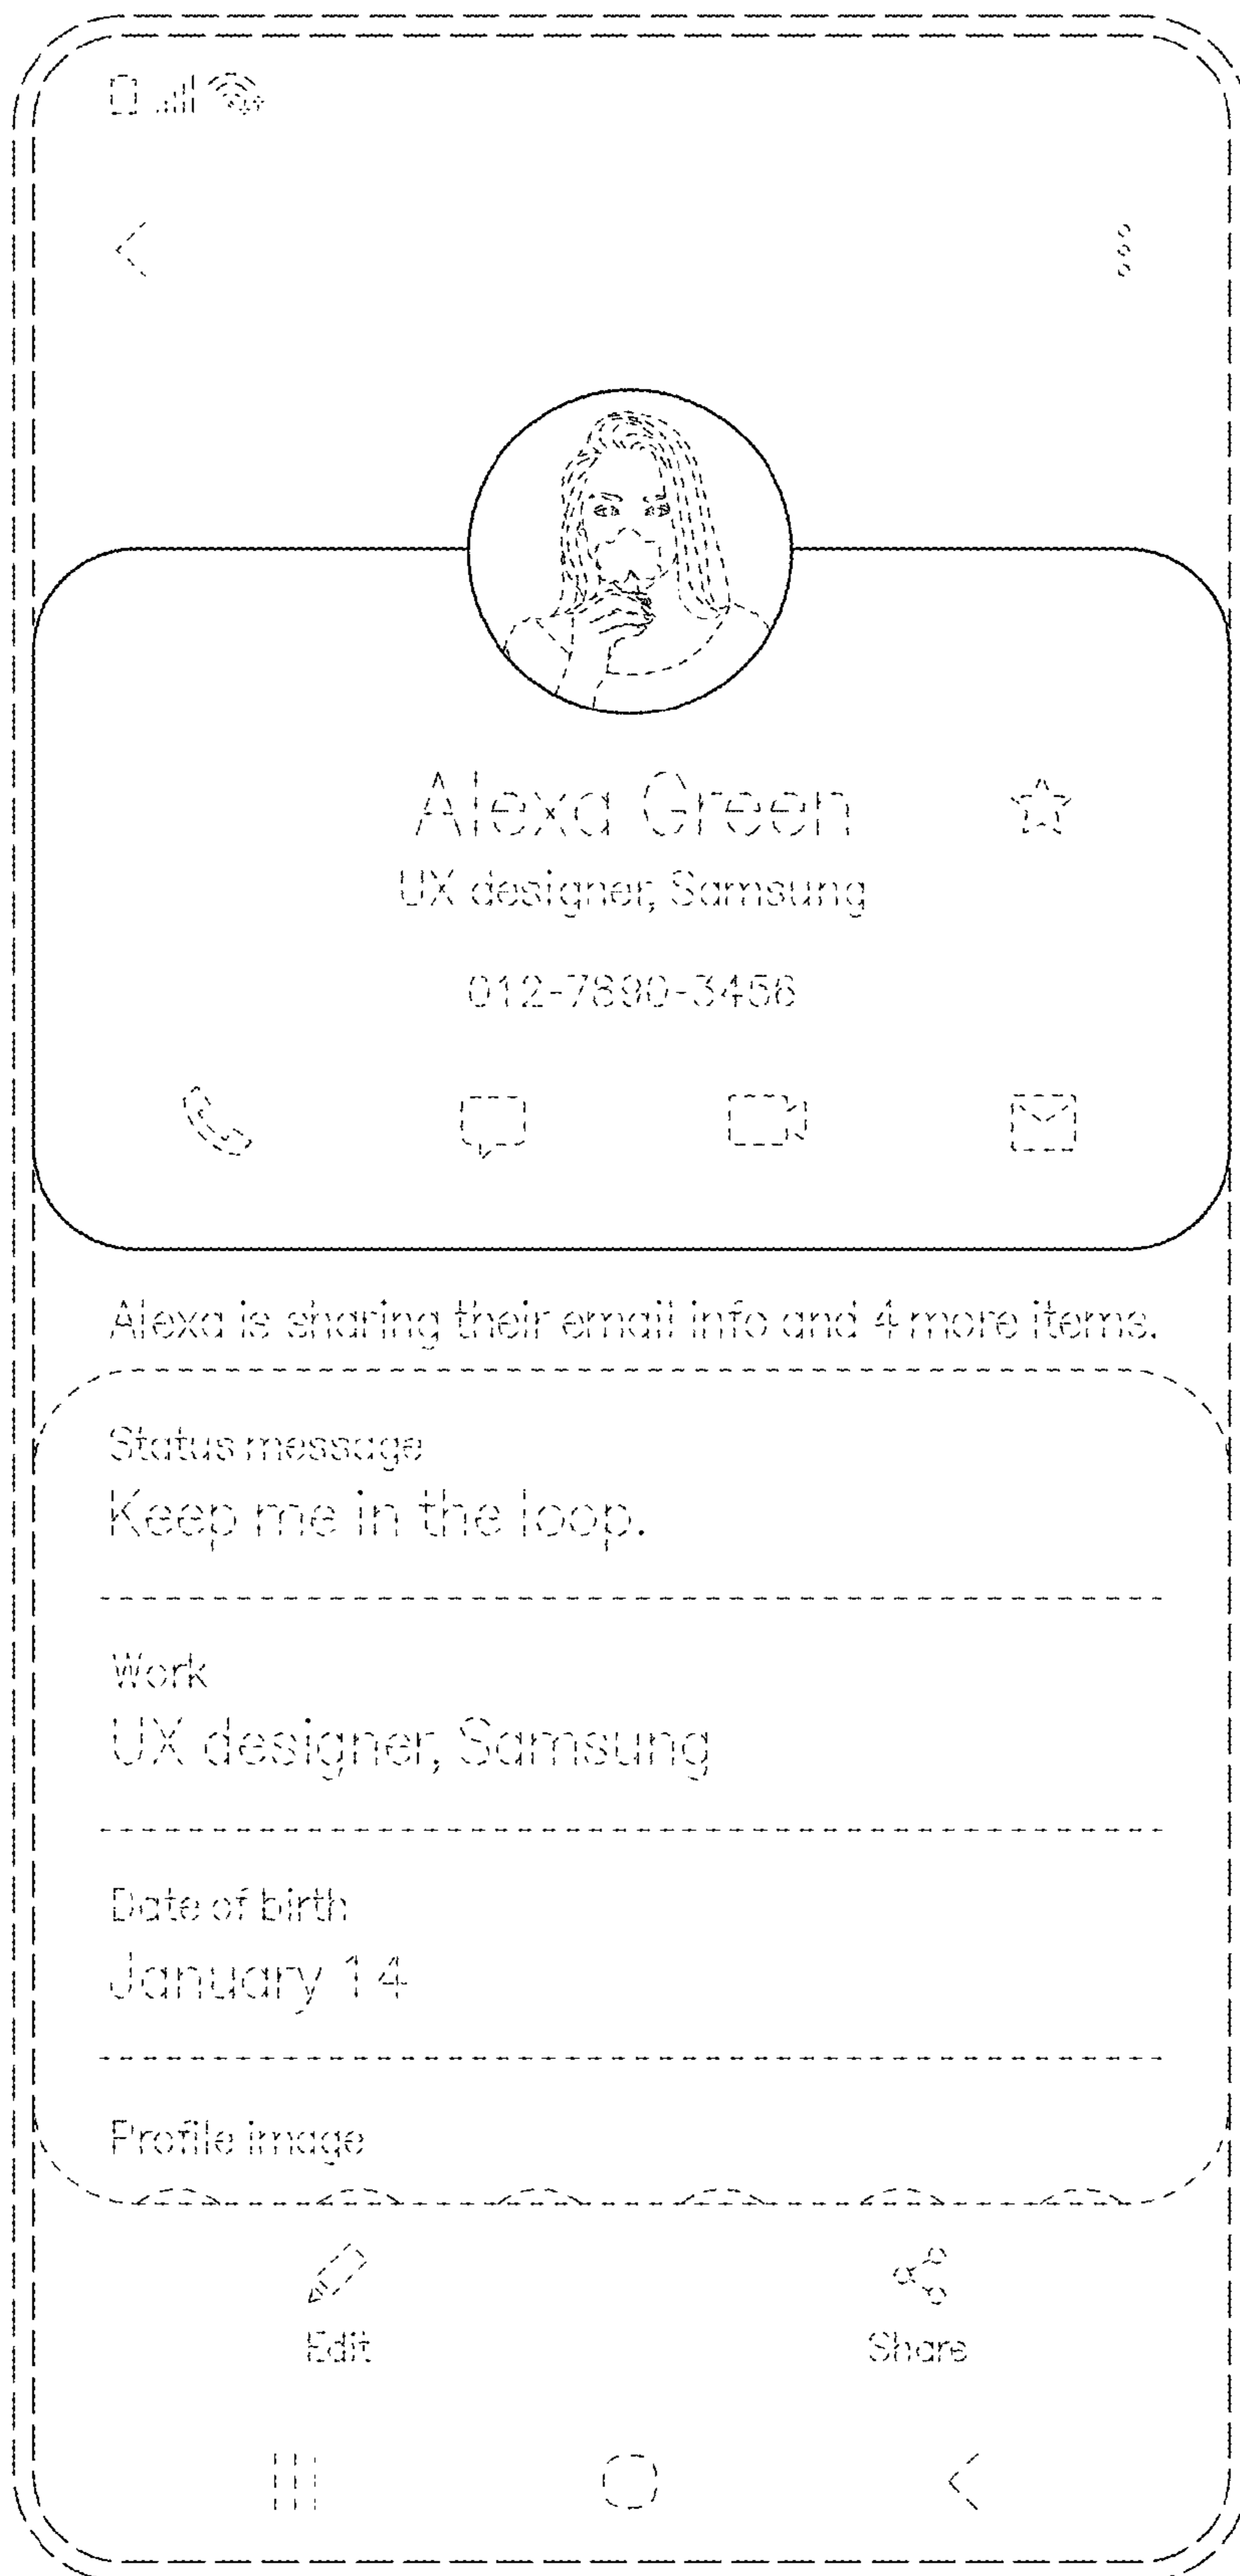 Alexa Green
UX designer, Samsung
012-7890-3456
Alexa is sharing their email info and 4 more items.
Status message
Keep me in the loop.
Work
UX designer, Samsung
Date of birth
January 14
Profile image
Edit
Share